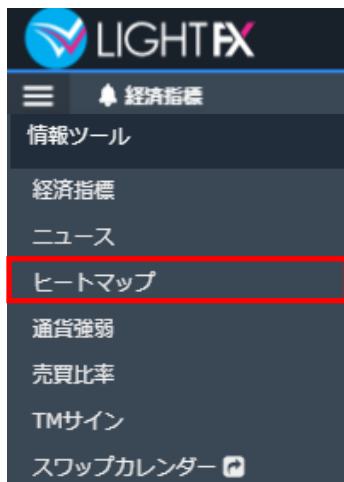 LIGHT FX
経済指標
情報ツール
経済指標
ニュース
ヒートマップ
通貨強弱
売買比率
TMサイン
スワップカレンダー